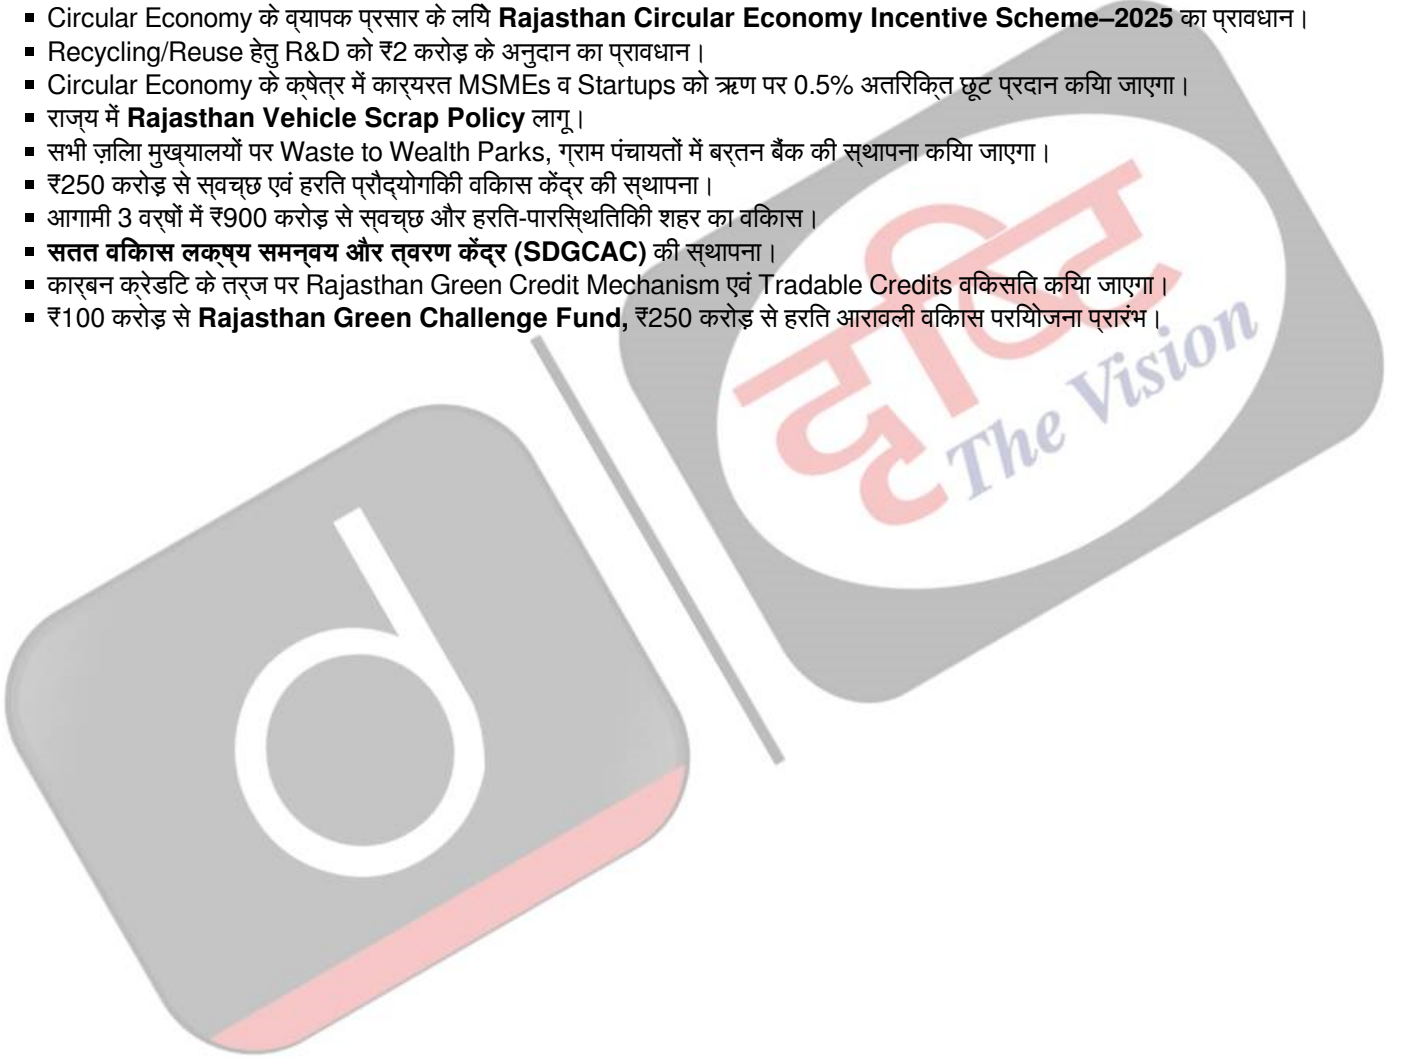 ▪ Circular Economy के व्यापक प्रसार के लिये Rajasthan Circular Economy Incentive Scheme–2025 का प्रावधान।
▪ Recycling/Reuse हेतु R&D को ₹2 करोड़ के अनुदान का प्रावधान।
▪ Circular Economy के क्षेत्र में कार्यरत MSMEs व Startups को ऋण पर 0.5% अतिरिक्त छूट प्रदान किया जाएगा।
▪ राज्य में Rajasthan Vehicle Scrap Policy लागू।
▪ सभी ज़िला मुख्यालयों पर Waste to Wealth Parks, ग्राम पंचायतों में बर्तन बैंक की स्थापना किया जाएगा।
▪ ₹250 करोड़ से स्वच्छ एवं हरित प्रौद्योगिकी विकास केंद्र की स्थापना।
▪ आगामी 3 वर्षों में ₹900 करोड़ से स्वच्छ और हरित-पारिस्थितिकी शहर का विकास।
▪ सतत विकास लक्ष्य समन्वय और त्वरण केंद्र (SDGCAC) की स्थापना।
▪ कार्बन क्रेडिट के तर्ज पर Rajasthan Green Credit Mechanism एवं Tradable Credits विकसित किया जाएगा।
▪ ₹100 करोड़ से Rajasthan Green Challenge Fund, ₹250 करोड़ से हरित आरावली विकास परियोजना प्रारंभ।
दृष्टि
The Vision
d